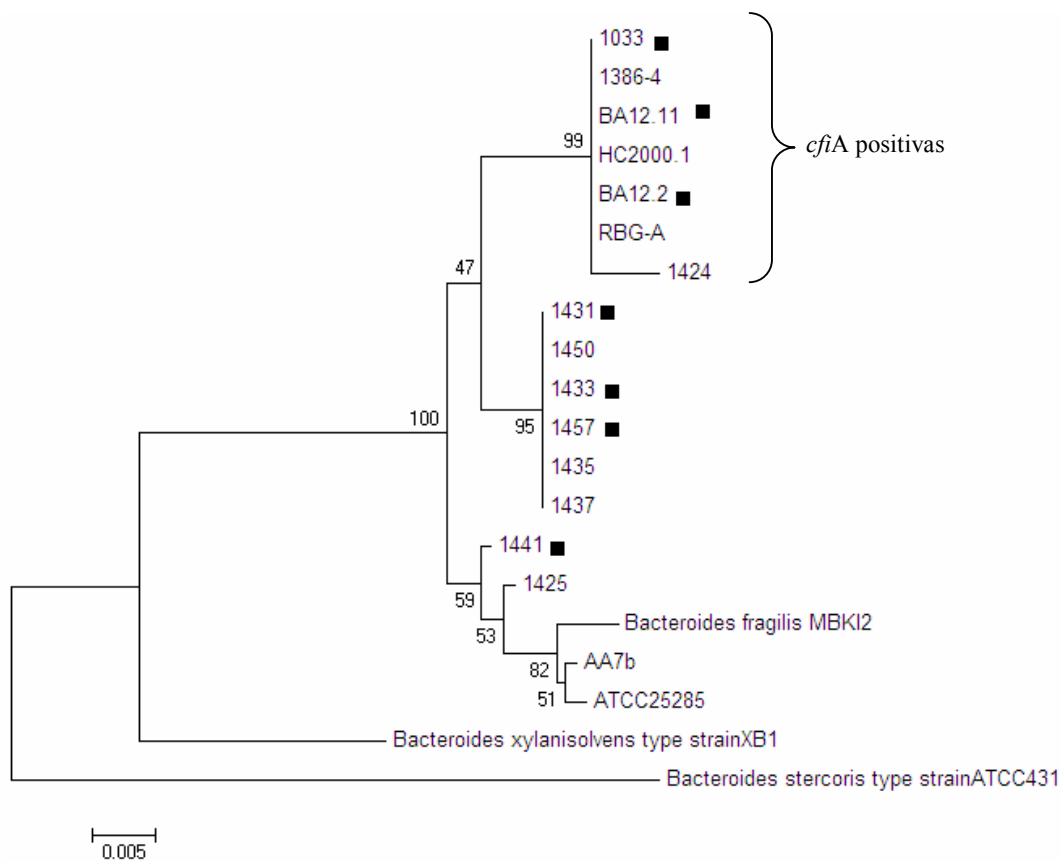 1033
1386-4
BA12.11
99
cfiA positivas
HC2000.1
BA12.2
RBG-A
47
1424
1431
1450
1433
100
95
1457
1435
1437
1441
1425
59
53
Bacteroides fragilis MBKI2
82
AA7b
51
ATCC25285
Bacteroides xylanisolvens type strainXB1
Bacteroides stercoris type strainATCC431
0.005